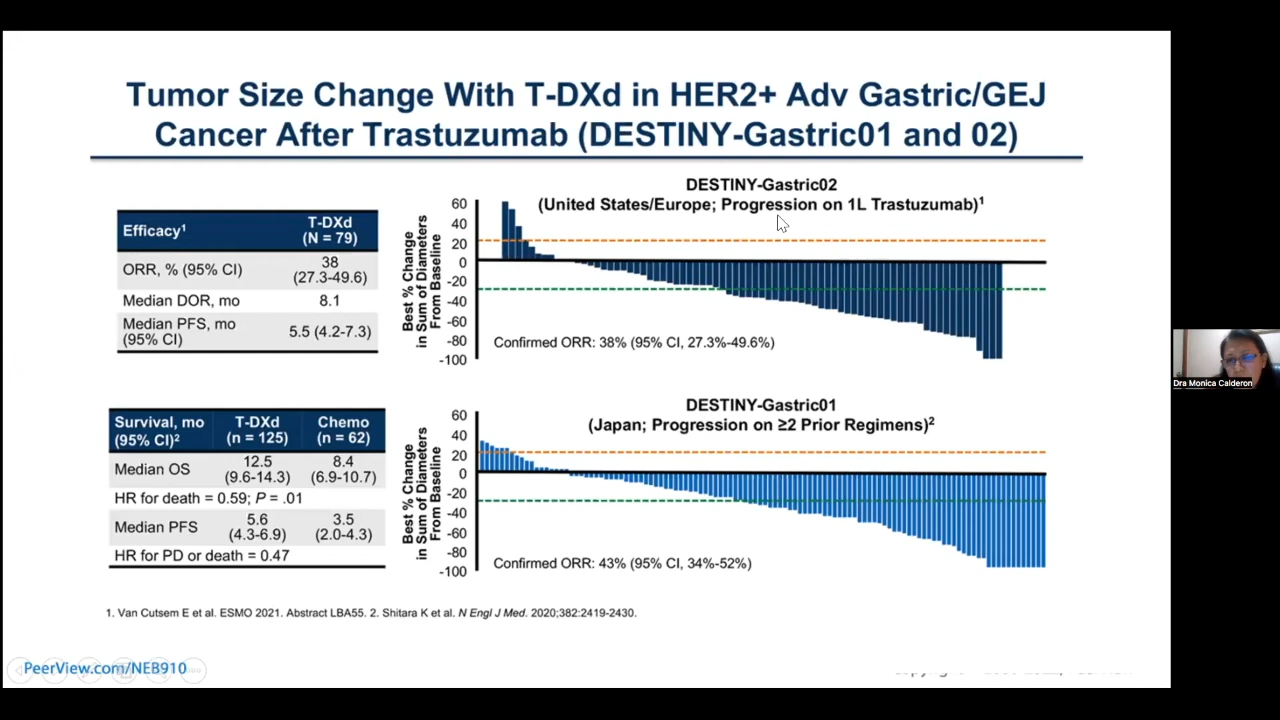 Tumor Size Change With T-DXd in HER2+ Adv Gastric/GEJ
Cancer After Trastuzumab (DESTINY-Gastric01 and 02)
Efficacy¹
T-DXd
(N = 79)
ORR, % (95% CI)
38
(27.3-49.6)
Median DOR, mo
8.1
Median PFS, mo
(95% CI)
5.5 (4.2-7.3)
DESTINY-Gastric02
(United States/Europe; Progression on 1L Trastuzumab)¹
Best % Change
in Sum of Diameters
From Baseline
60
40
20
0
-20
-40
-60
-80
-100
Confirmed ORR: 38% (95% CI, 27.3%-49.6%)
Survival, mo
(95% CI)²
T-DXd
(n = 125)
Chemo
(n = 62)
Median OS
12.5
(9.6-14.3)
8.4
(6.9-10.7)
HR for death = 0.59; P = .01
Median PFS
5.6
(4.3-6.9)
3.5
(2.0-4.3)
HR for PD or death = 0.47
DESTINY-Gastric01
(Japan; Progression on ≥2 Prior Regimens)²
Best % Change
in Sum of Diameters
From Baseline
60
40
20
0
-20
-40
-60
-80
-100
Confirmed ORR: 43% (95% CI, 34%-52%)
1. Van Cutsem E et al. ESMO 2021. Abstract LBA55. 2. Shitara K et al. N Engl J Med. 2020;382:2419-2430.
PeerView.com/NEB910
Dra Monica Calderon